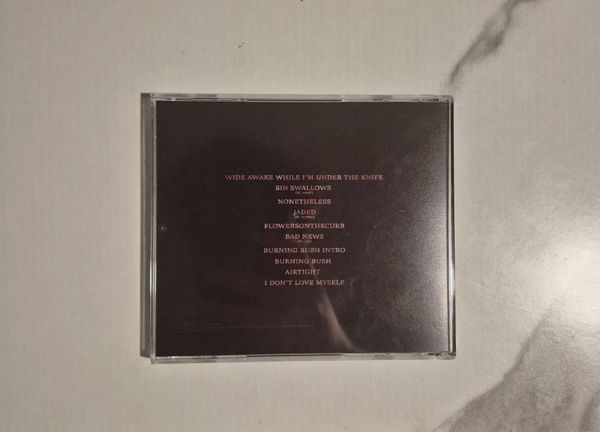 WIDE AWAKE WHILE I'M UNDER THE KNIFE
SIN SWALLOWS
NONETHELESS
JADED
FLOWERSONTHECURB
BAD NEWS
BURNING BUSH INTRO
BURNING BUSH
AIRTIGHT
I DON'T LOVE MYSELF